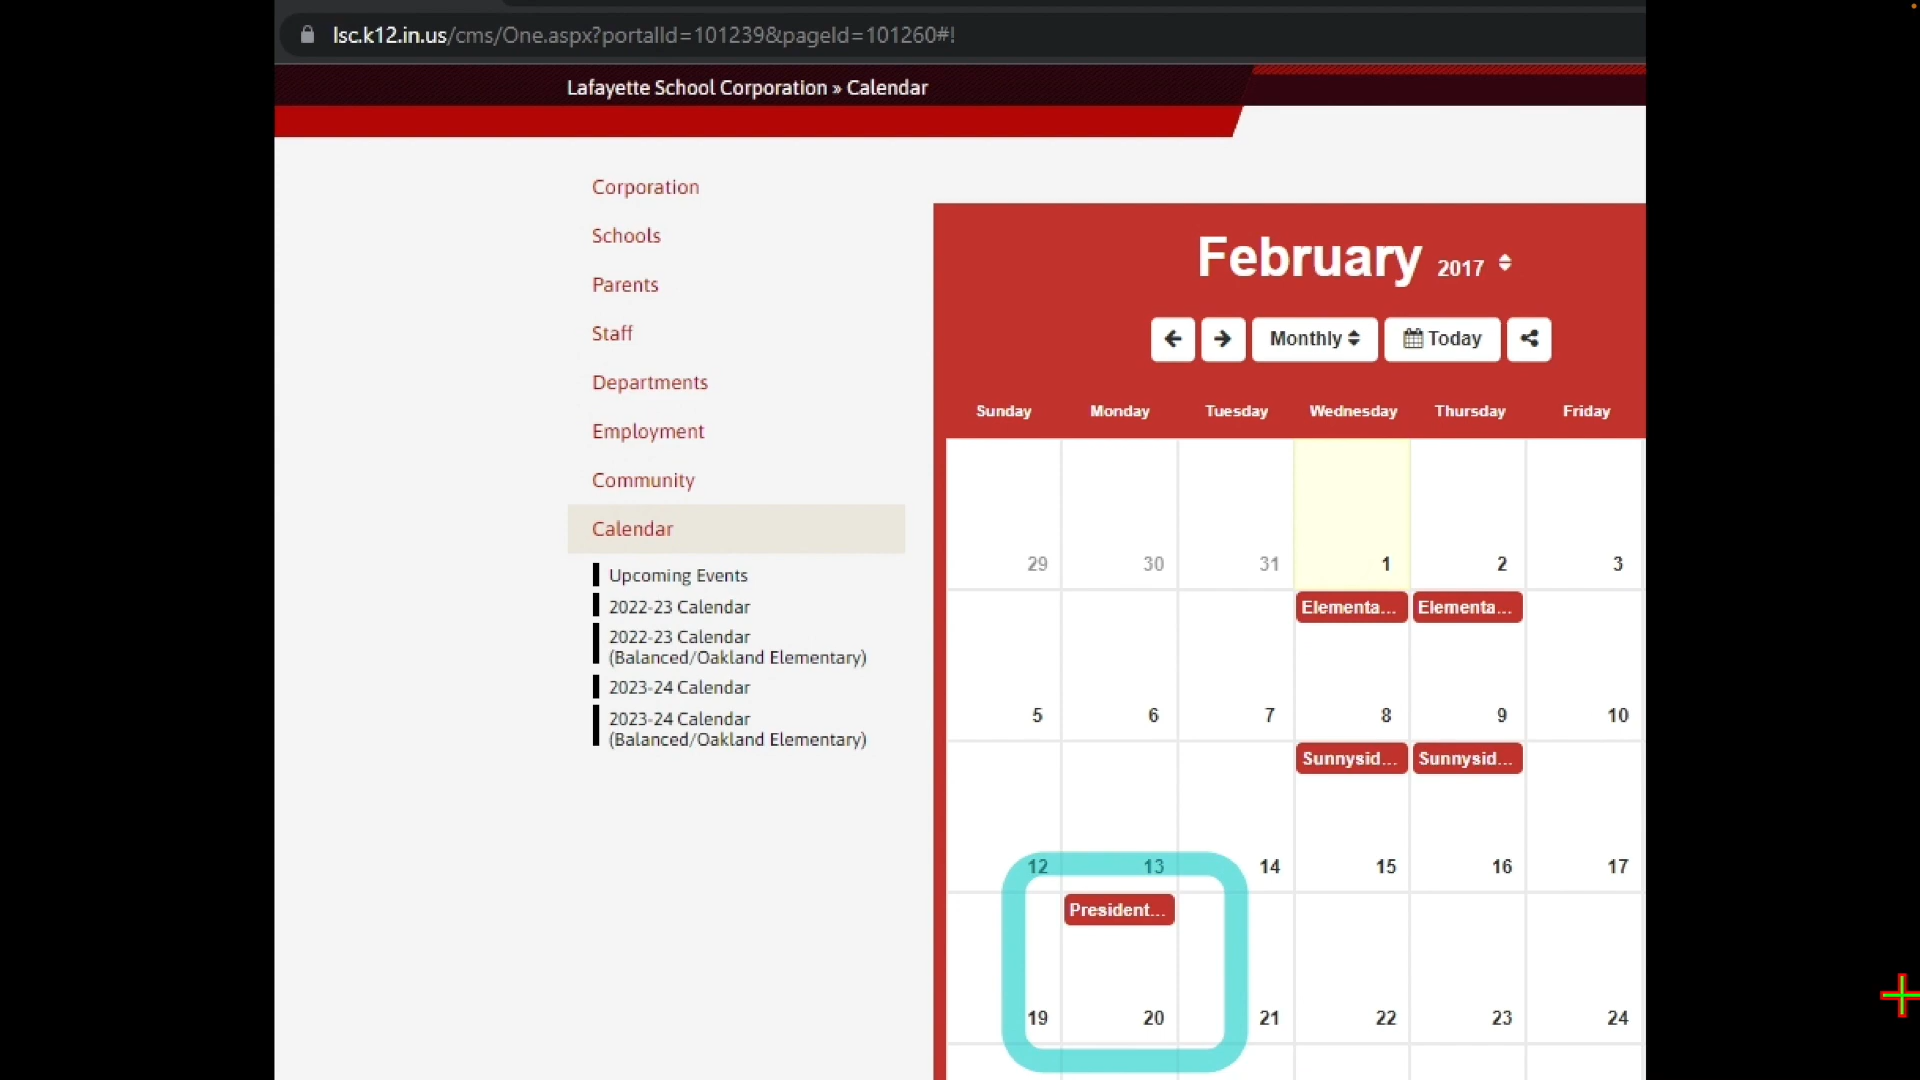 lsc.k12.in.us/cms/One.aspx?portalId=101239&pageId=101260#!
Lafayette School Corporation » Calendar
Corporation
Schools
Parents
Staff
Departments
Employment
Community
Calendar
Upcoming Events
2022-23 Calendar
2022-23 Calendar
(Balanced/Oakland Elementary)
2023-24 Calendar
2023-24 Calendar
(Balanced/Oakland Elementary)
February 2017
Monthly Today
Sunday Monday Tuesday Wednesday Thursday Friday
29 30 31 1 2 3
Elementa... Elementa...
5 6 7 8 9 10
Sunnysid... Sunnysid...
12 13 14 15 16 17
President...
19 20 21 22 23 24